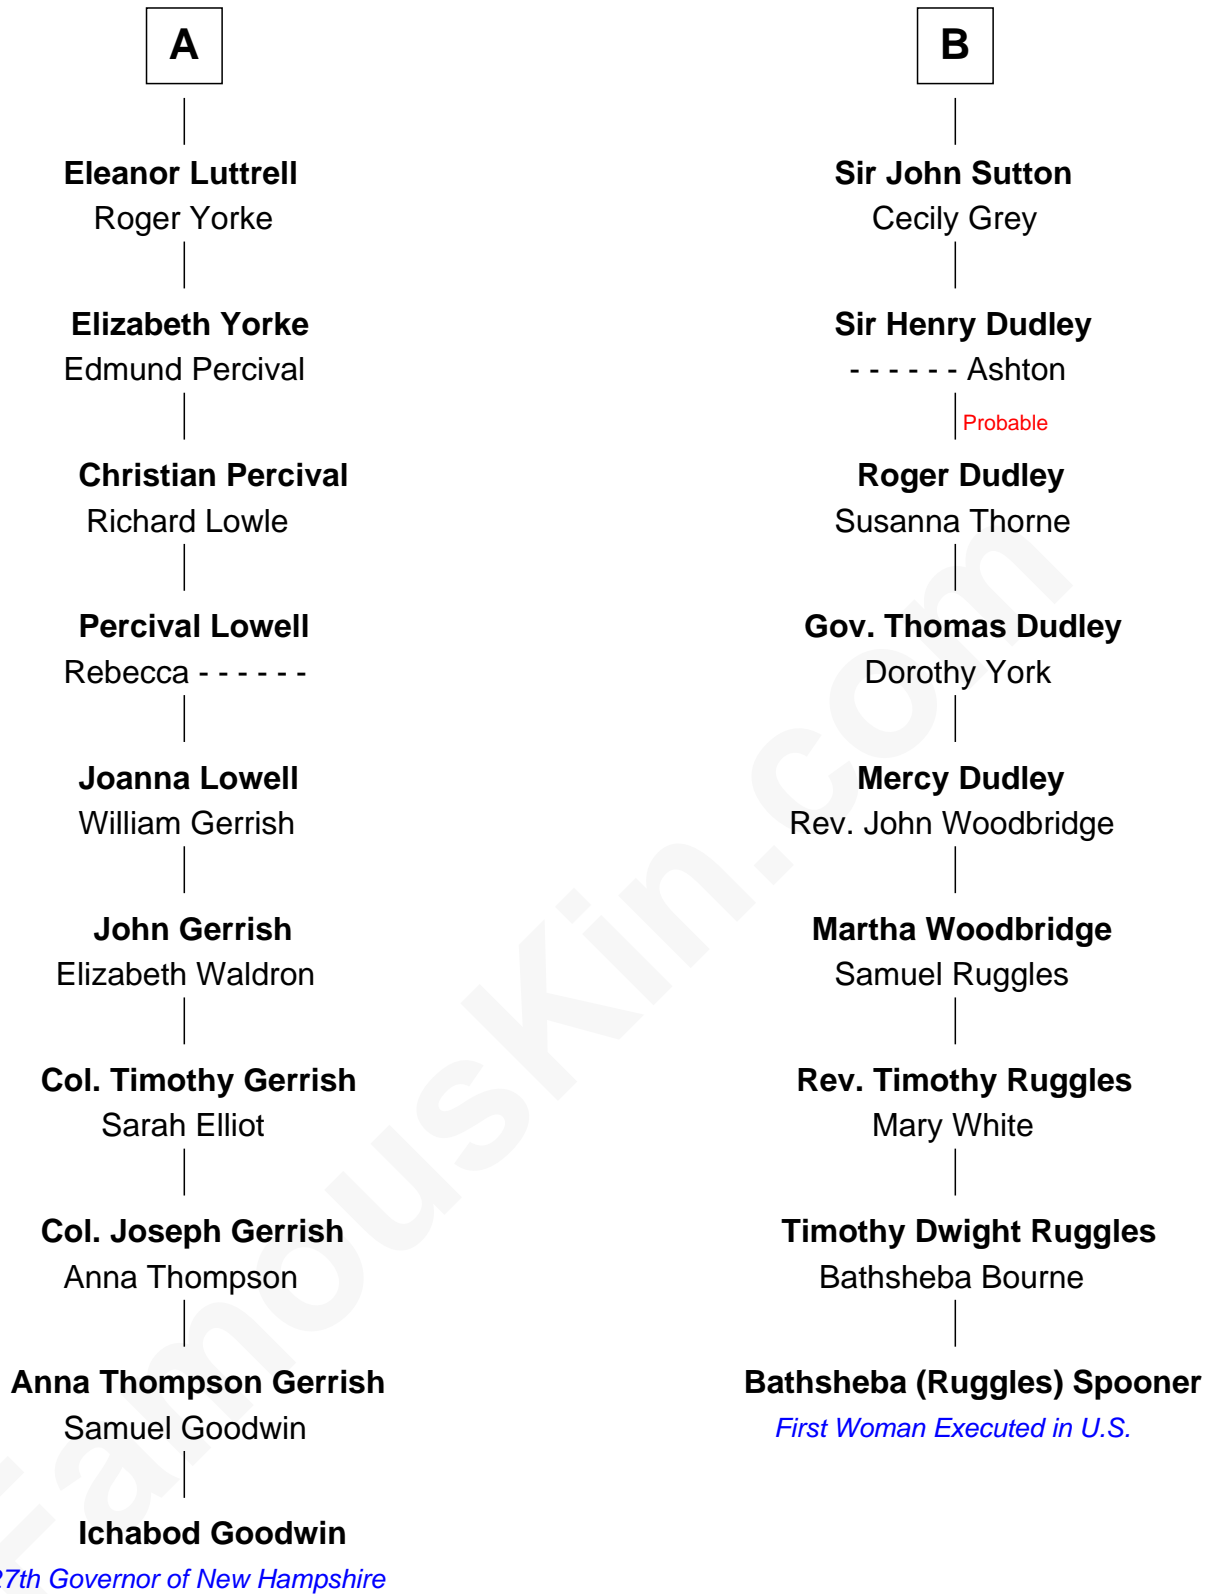 A
Eleanor Luttrell
Roger Yorke
Elizabeth Yorke
Edmund Percival
Christian Percival
Richard Lowle
Percival Lowell
Rebecca - - - - - -
Joanna Lowell
William Gerrish
John Gerrish
Elizabeth Waldron
Col. Timothy Gerrish
Sarah Elliot
Col. Joseph Gerrish
Anna Thompson
Anna Thompson Gerrish
Samuel Goodwin
Ichabod Goodwin
27th Governor of New Hampshire
B
Sir John Sutton
Cecily Grey
Sir Henry Dudley
- - - - - - Ashton
Probable
Roger Dudley
Susanna Thorne
Gov. Thomas Dudley
Dorothy York
Mercy Dudley
Rev. John Woodbridge
Martha Woodbridge
Samuel Ruggles
Rev. Timothy Ruggles
Mary White
Timothy Dwight Ruggles
Bathsheba Bourne
Bathsheba (Ruggles) Spooner
First Woman Executed in U.S.
FamousKin.com